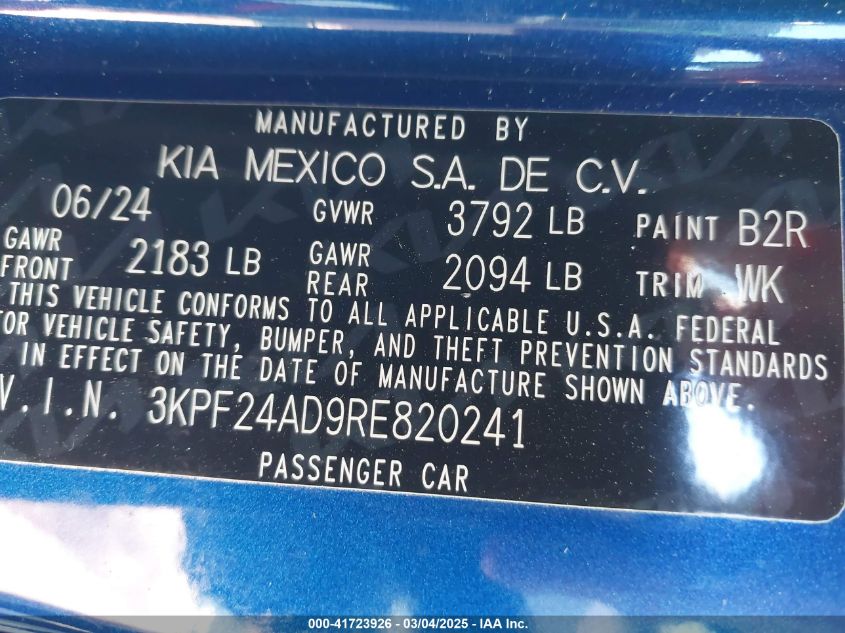 MANUFACTURED BY
KIA MEXICO S.A. DE C.V.
06/24 GVWR 3792 LB PAINT B2R
GAWR FRONT 2183 LB GAWR REAR 2094 LB TRIM WK
THIS VEHICLE CONFORMS TO ALL APPLICABLE U.S.A. FEDERAL
VEHICLE SAFETY, BUMPER, AND THEFT PREVENTION STANDARDS
IN EFFECT ON THE DATE OF MANUFACTURE SHOWN ABOVE.
V.I.N. 3KPF24AD9RE820241
PASSENGER CAR
000-41723926 - 03/04/2025 - IAA Inc.